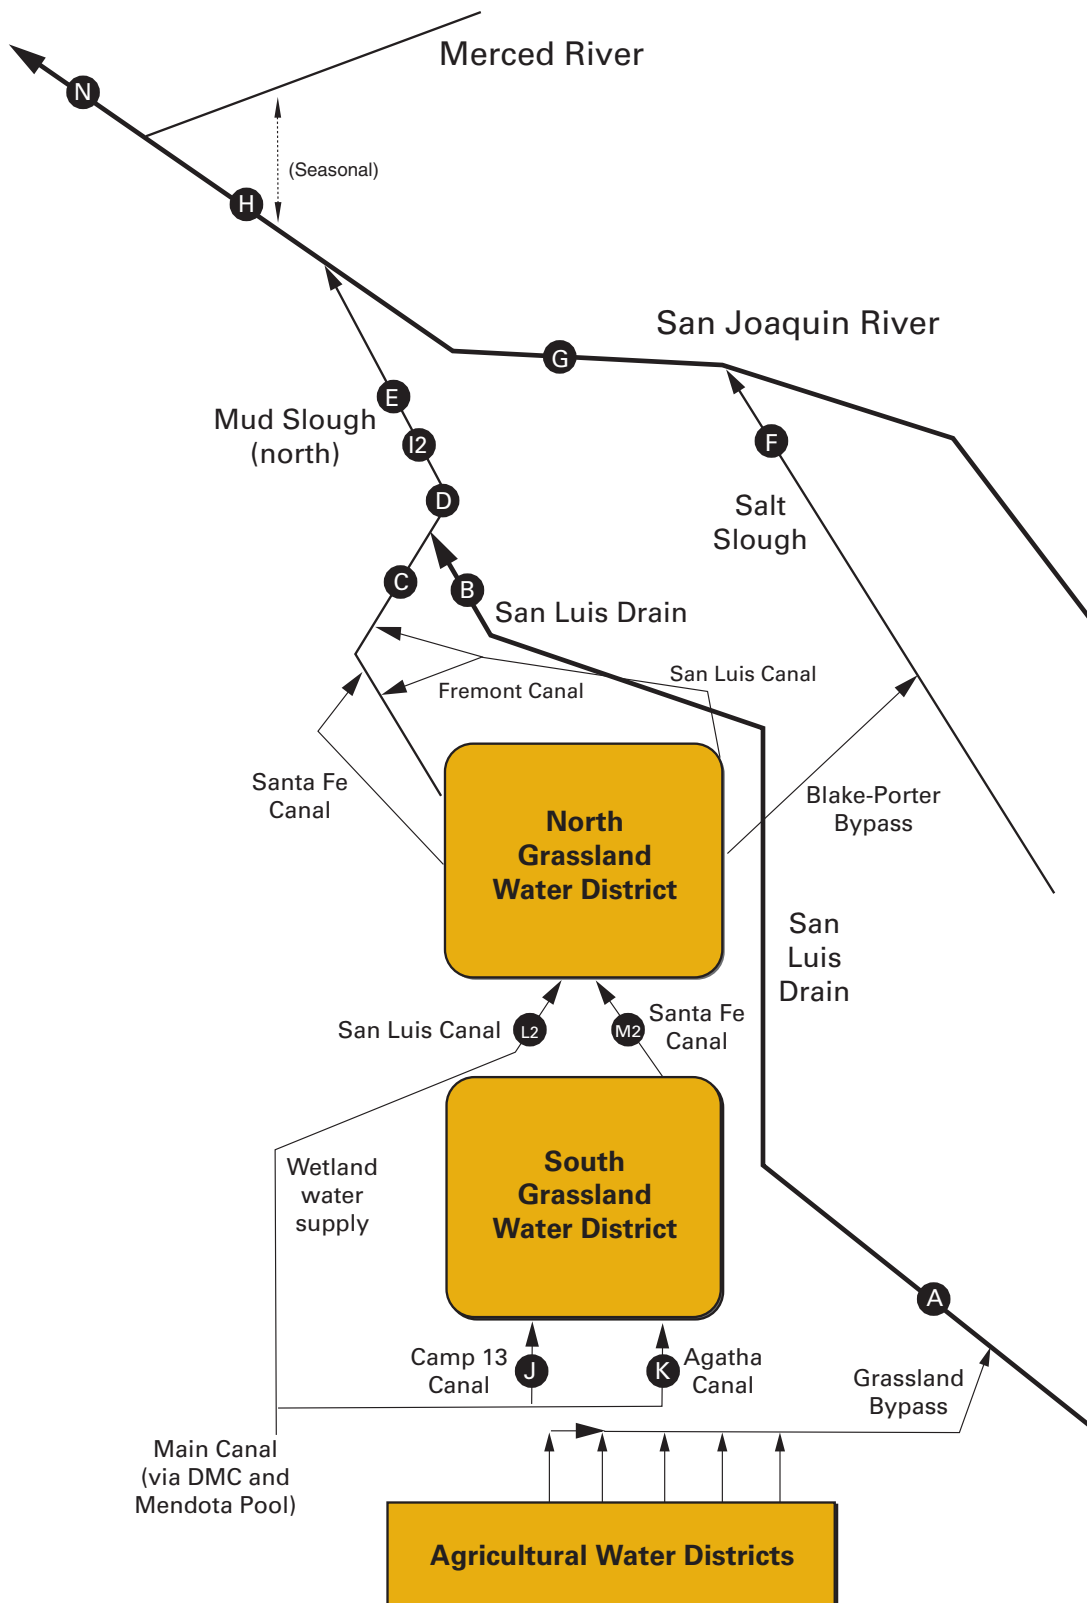 Merced River
N
(Seasonal)
H
San Joaquin River
G
E
Mud Slough
(north)
I2
F
D
Salt
Slough
C
B
San Luis Drain
San Luis Canal
Fremont Canal
Santa Fe
Canal
Blake-Porter
Bypass
North
Grassland
Water District
San
Luis
Drain
San Luis Canal
L2
M2
Santa Fe
Canal
Wetland
water
supply
South
Grassland
Water District
A
Camp 13
Canal
J
K
Agatha
Canal
Grassland
Bypass
Main Canal
(via DMC and
Mendota Pool)
Agricultural Water Districts